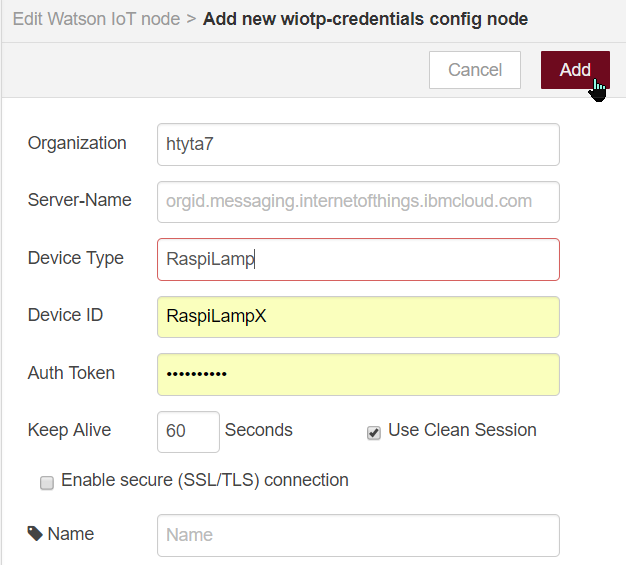 Edit Watson IoT node > Add new wiotp-credentials config node
Cancel Add
Organization htyta7
Server-Name orgid.messaging.internetofthings.ibmcloud.com
Device Type RaspiLamp
Device ID RaspiLampX
Auth Token ••••••••••
Keep Alive 60 Seconds Use Clean Session
Enable secure (SSL/TLS) connection
Name Name